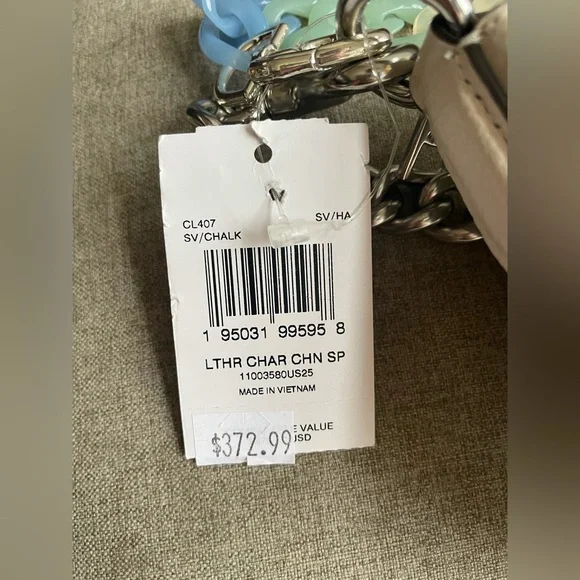 CL407 SV/HA
SV/CHALK
1 95031 99595 8
LTHR CHAR CHN SP
11003580US25
MADE IN VIETNAM
VALUE
$372.99